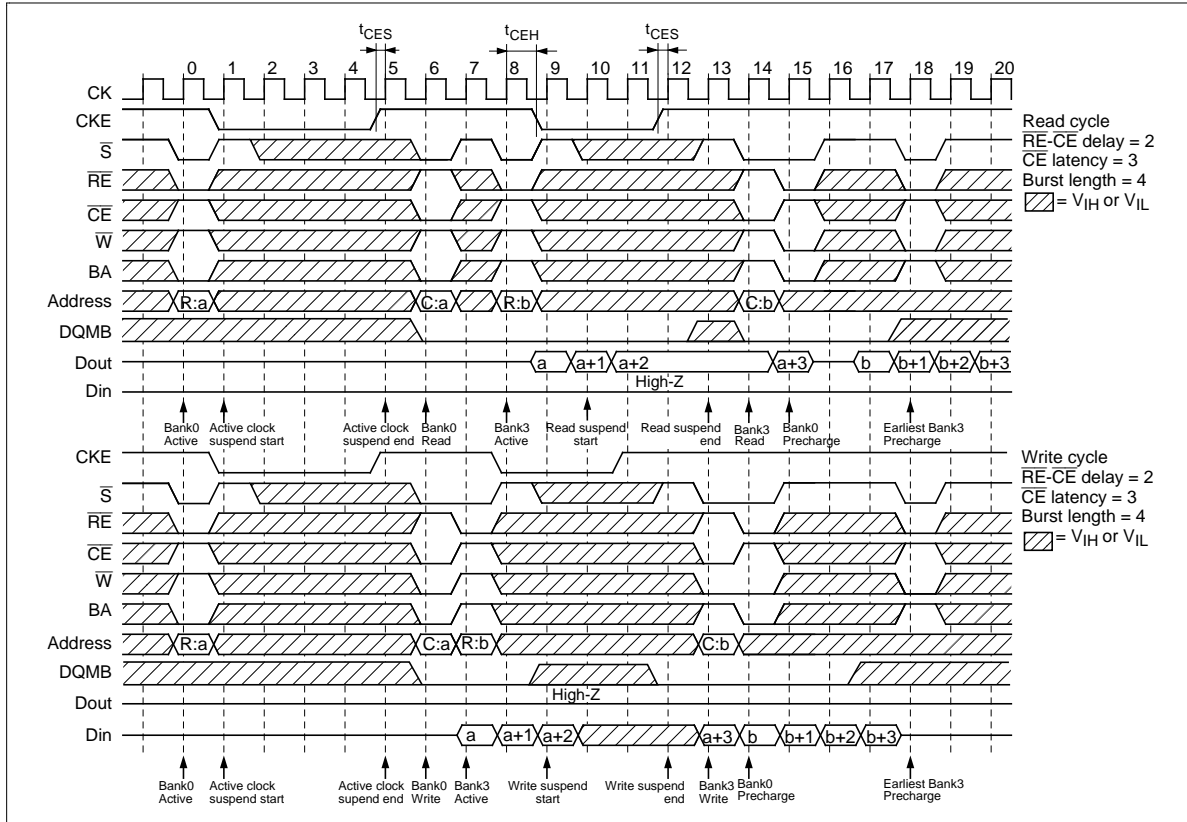 tCES
tCEH
tCES
0 1 2 3 4 5 6 7 8 9 10 11 12 13 14 15 16 17 18 19 20
CK
CKE
S
RE
CE
W
BA
Address R:a C:a R:b C:b
DQMB
Dout a a+1 a+2 a+3 b b+1 b+2 b+3
High-Z
Din
Read cycle
RE-CE delay = 2
CE latency = 3
Burst length = 4
= VIH or VIL
Bank0 Active
Active clock suspend start
Active clock suspend end
Bank0 Read
Bank3 Active
Read suspend start
Read suspend end
Bank3 Read
Bank0 Precharge
Earliest Bank3 Precharge
CKE
S
RE
CE
W
BA
Address R:a C:a R:b C:b
DQMB
High-Z
Dout
Din a a+1 a+2 a+3 b b+1 b+2 b+3
Write cycle
RE-CE delay = 2
CE latency = 3
Burst length = 4
= VIH or VIL
Bank0 Active
Active clock suspend start
Active clock supend end
Bank0 Write
Bank3 Active
Write suspend start
Write suspend end
Bank3 Write
Bank0 Precharge
Earliest Bank3 Precharge